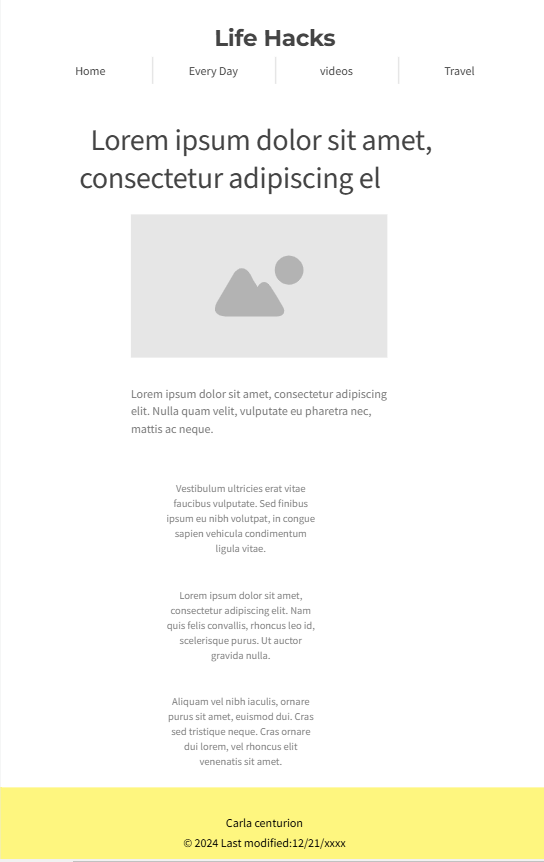 Life Hacks
Home Every Day videos Travel
Lorem ipsum dolor sit amet,
consectetur adipiscing el
Lorem ipsum dolor sit amet, consectetur adipiscing
elit. Nulla quam velit, vulputate eu pharetra nec,
mattis ac neque.
Vestibulum ultricies erat vitae
faucibus vulputate. Sed finibus
ipsum eu nibh volutpat, in congue
sapien vehicula condimentum
ligula vitae.
Lorem ipsum dolor sit amet,
consectetur adipiscing elit. Nam
quis felis convallis, rhoncus leo id,
scelerisque purus. Ut auctor
gravida nulla.
Aliquam vel nibh iaculis, ornare
purus sit amet, euismod dui. Cras
sed tristique neque. Cras ornare
dui lorem, vel rhoncus elit
venenatis sit amet.
Carla centurion
© 2024 Last modified:12/21/xxxx